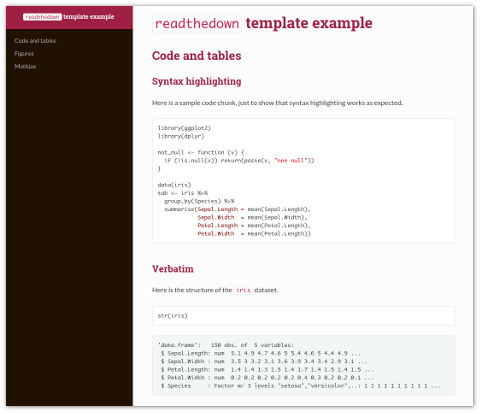 readthedown template example
Code and tables
Figures
Mathjax
readthedown template example
Code and tables
Syntax highlighting
Here is a sample code chunk, just to show that syntax highlighting works as expected.
library(ggplot2)
library(dplyr)
not_null <- function (v) {
  if (!is.null(v)) return(paste(v, "not null"))
}
data(iris)
tab <- iris %>%
  group_by(Species) %>%
  summarise(Sepal.Length = mean(Sepal.Length),
            Sepal.Width  = mean(Sepal.Width),
            Petal.Length = mean(Petal.Length),
            Petal.Width  = mean(Petal.Width))
Verbatim
Here is the structure of the iris dataset.
str(iris)
'data.frame':   150 obs. of  5 variables:
 $ Sepal.Length: num  5.1 4.9 4.7 4.6 5 5.4 4.6 5 4.4 4.9 ...
 $ Sepal.Width : num  3.5 3 3.2 3.1 3.6 3.9 3.4 3.4 2.9 3.1 ...
 $ Petal.Length: num  1.4 1.4 1.3 1.5 1.4 1.7 1.4 1.5 1.4 1.5 ...
 $ Petal.Width : num  0.2 0.2 0.2 0.2 0.2 0.4 0.3 0.2 0.2 0.1 ...
 $ Species     : Factor w/ 3 levels "setosa","versicolor",..: 1 1 1 1 1 1 1 1 1 1 ...